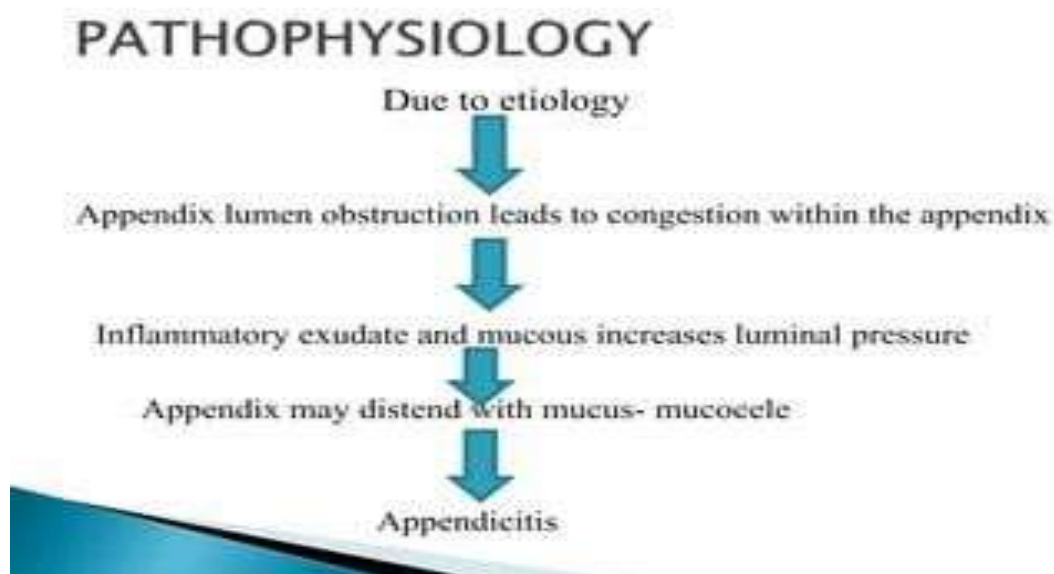 PATHOPHYSIOLOGY
Due to etiology
Appendix lumen obstruction leads to congestion within the appendix
Inflammatory exudate and mucous increases luminal pressure
Appendix may distend with mucus- mucocele
Appendicitis